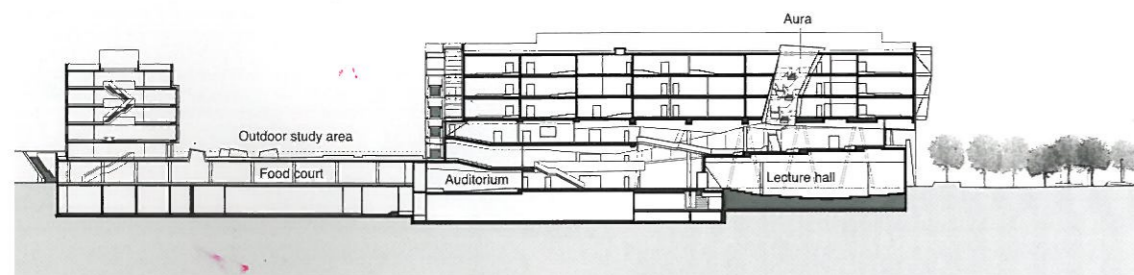 Aura
Outdoor study area
Food court
Auditorium
Lecture hall